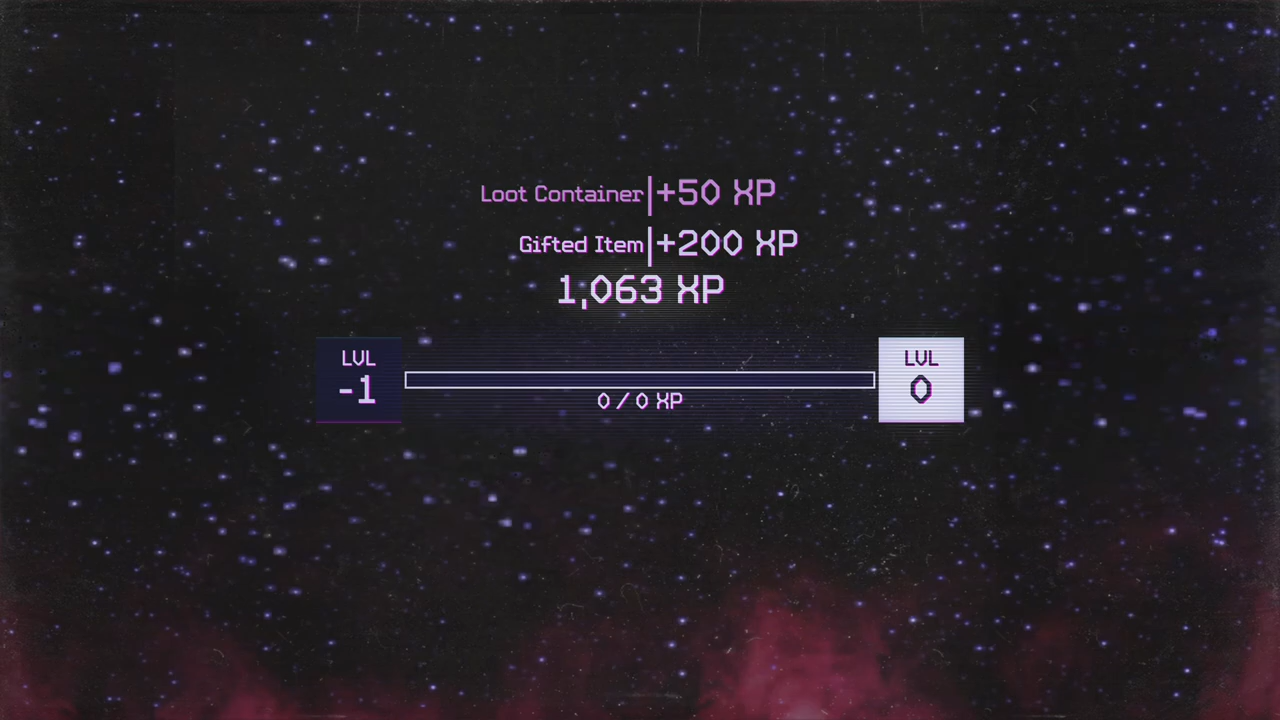 Loot Container|+50 XP
Gifted Item|+200 XP
1,063 XP
LVL
-1
0 / 0 XP
LVL
0